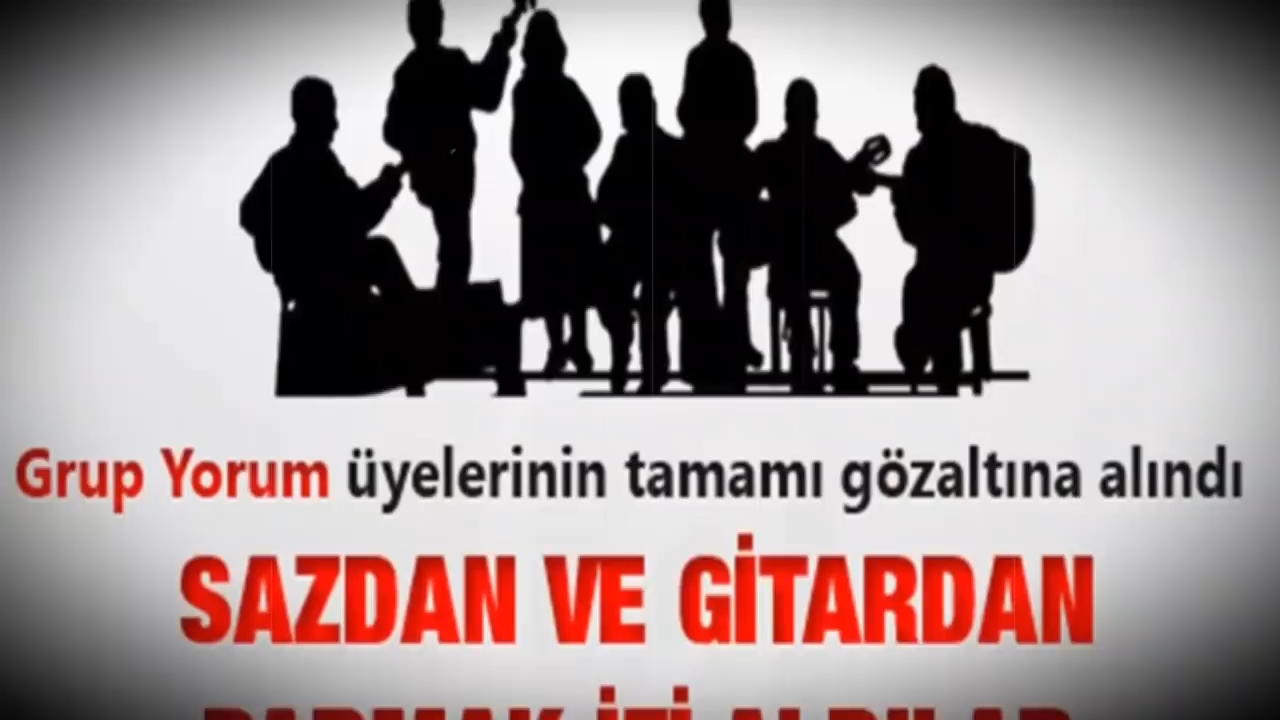 Grup Yorum üyelerinin tamamı gözaltına alındı
SAZDAN VE GİTARDAN